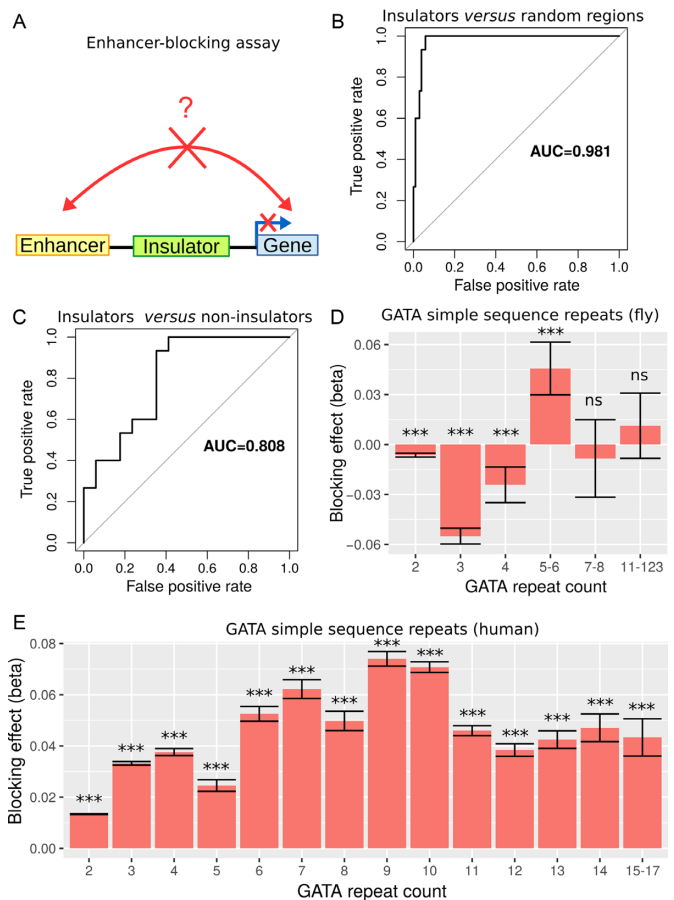 A
Enhancer-blocking assay
?
Enhancer
Insulator
Gene
B
Insulators versus random regions
True positive rate
0.0 0.2 0.4 0.6 0.8 1.0
AUC=0.981
0.0 0.2 0.4 0.6 0.8 1.0
False positive rate
C
Insulators versus non-insulators
True positive rate
0.0 0.2 0.4 0.6 0.8 1.0
AUC=0.808
0.0 0.2 0.4 0.6 0.8 1.0
False positive rate
D
GATA simple sequence repeats (fly)
Blocking effect (beta)
0.06
0.03
0.00
−0.03
−0.06
*** *** *** *** ns ns
2 3 4 5-6 7-8 11-123
GATA repeat count
E
GATA simple sequence repeats (human)
Blocking effect (beta)
0.08
0.06
0.04
0.02
0.00
*** *** *** *** *** *** *** *** *** *** *** *** *** ***
2 3 4 5 6 7 8 9 10 11 12 13 14 15-17
GATA repeat count